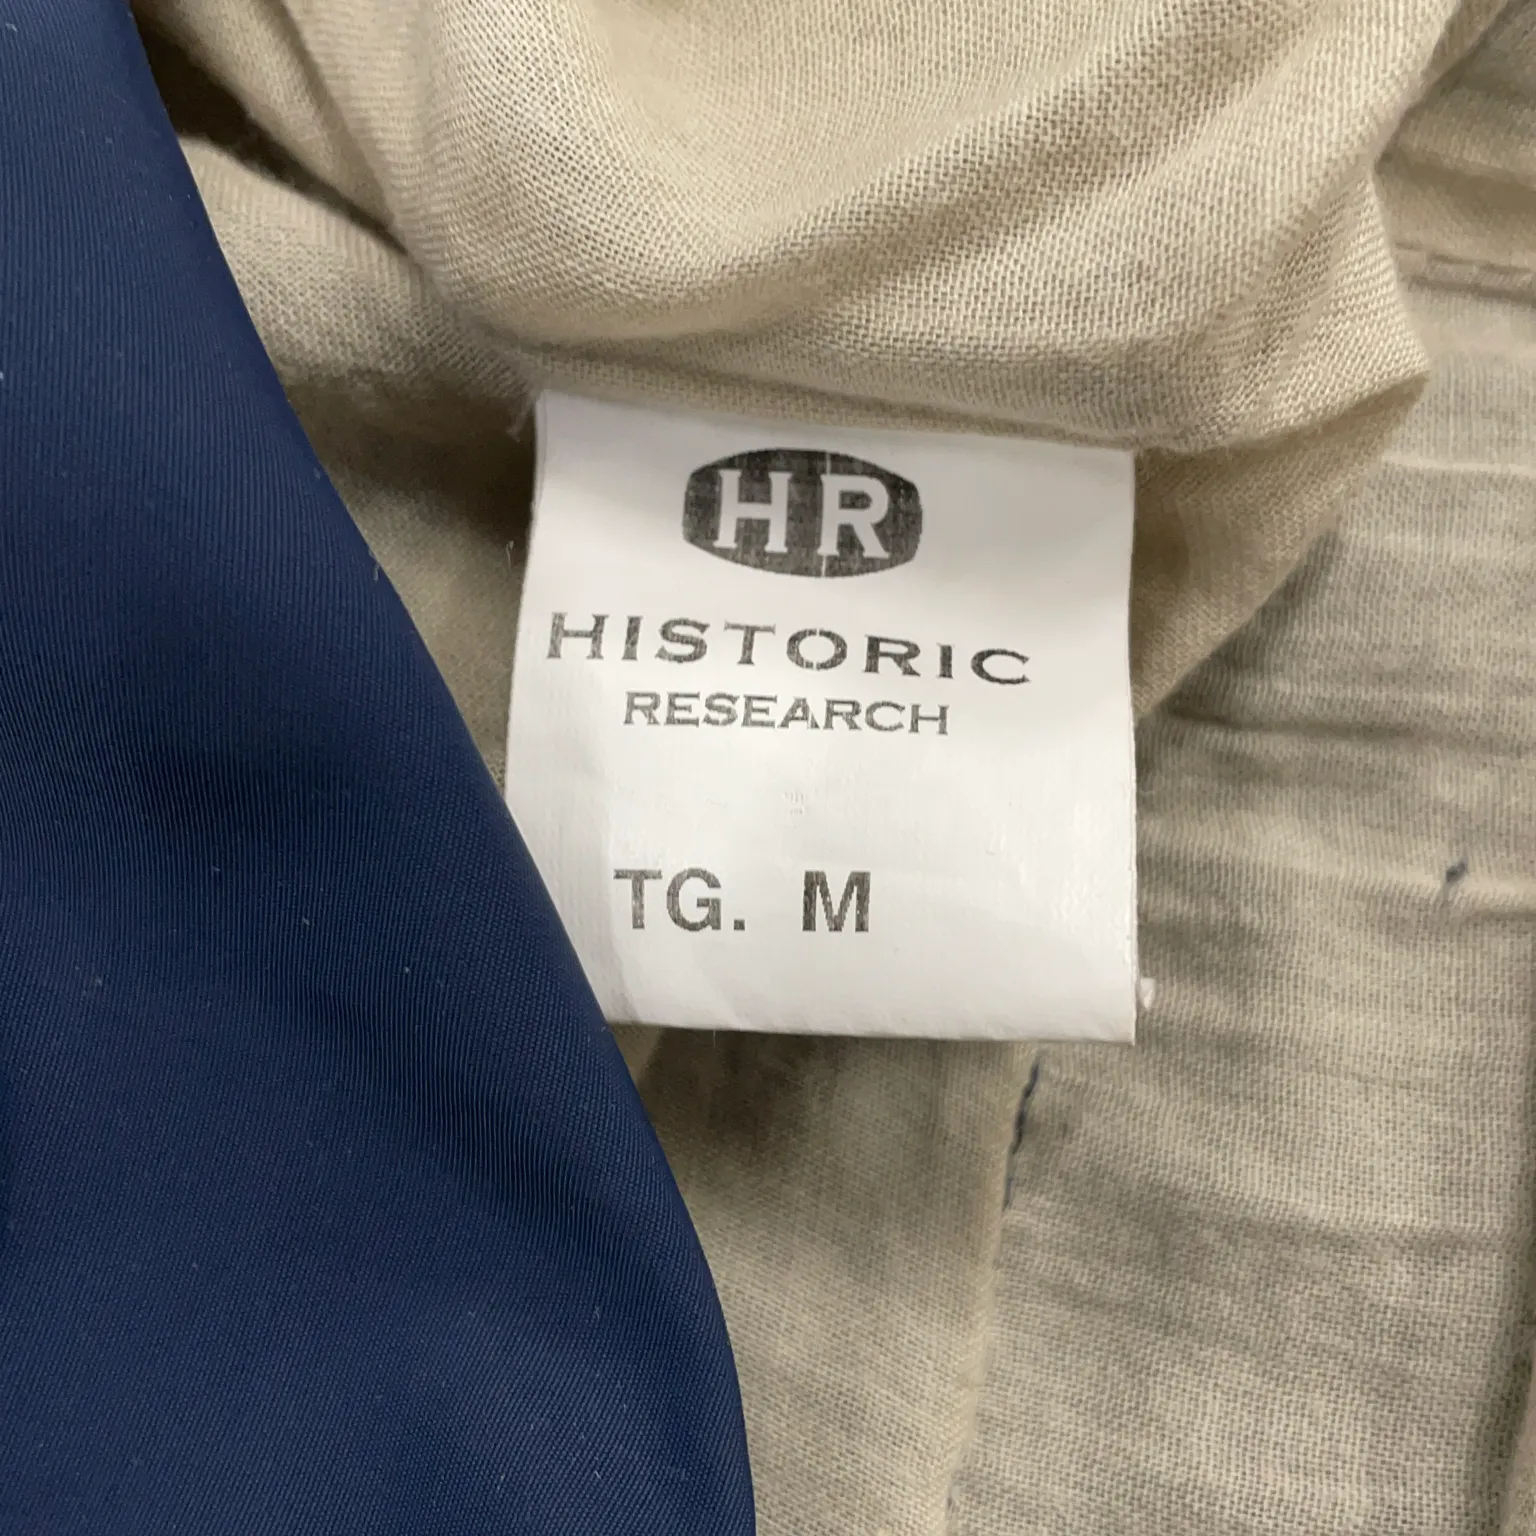 HR
HISTORIC
RESEARCH
TG. M